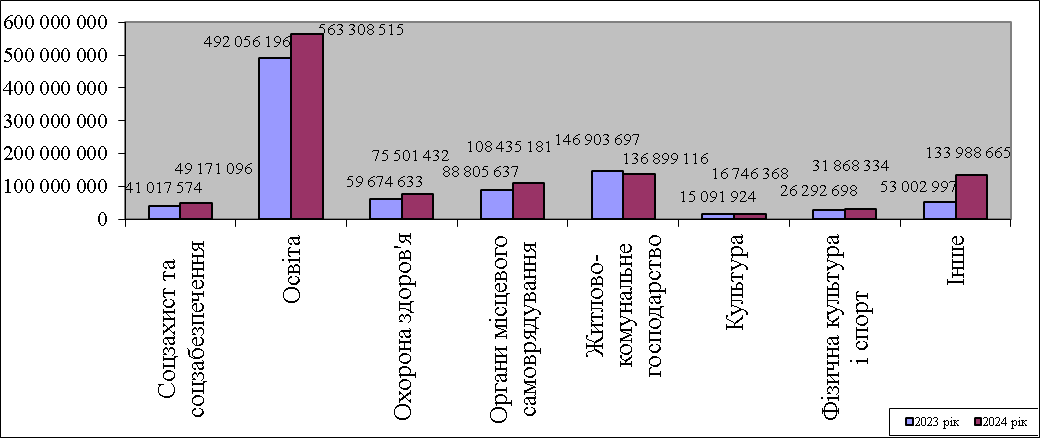 600 000 000
500 000 000
400 000 000
300 000 000
200 000 000
100 000 000
0
41 017 574
49 171 096
492 056 196
563 308 515
59 674 633
75 501 432
88 805 637
108 435 181
146 903 697
136 899 116
15 091 924
16 746 368
26 292 698
31 868 334
53 002 997
133 988 665
Соцзахист та
соцзабезпечення
Освіта
Охорона здоров'я
Органи місцевого
самоврядування
Житлово-
комунальне
господарство
Культура
Фізична культура
і спорт
Інше
2023 рік
2024 рік